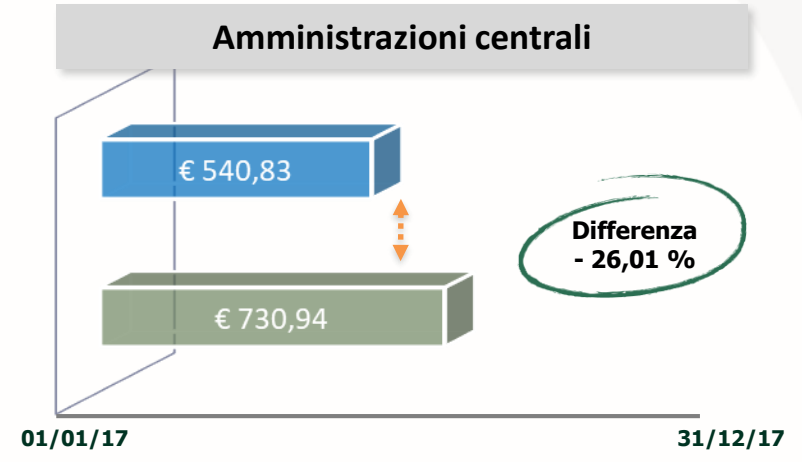 Amministrazioni centrali
€ 540,83
Differenza
- 26,01 %
€ 730,94
01/01/17
31/12/17